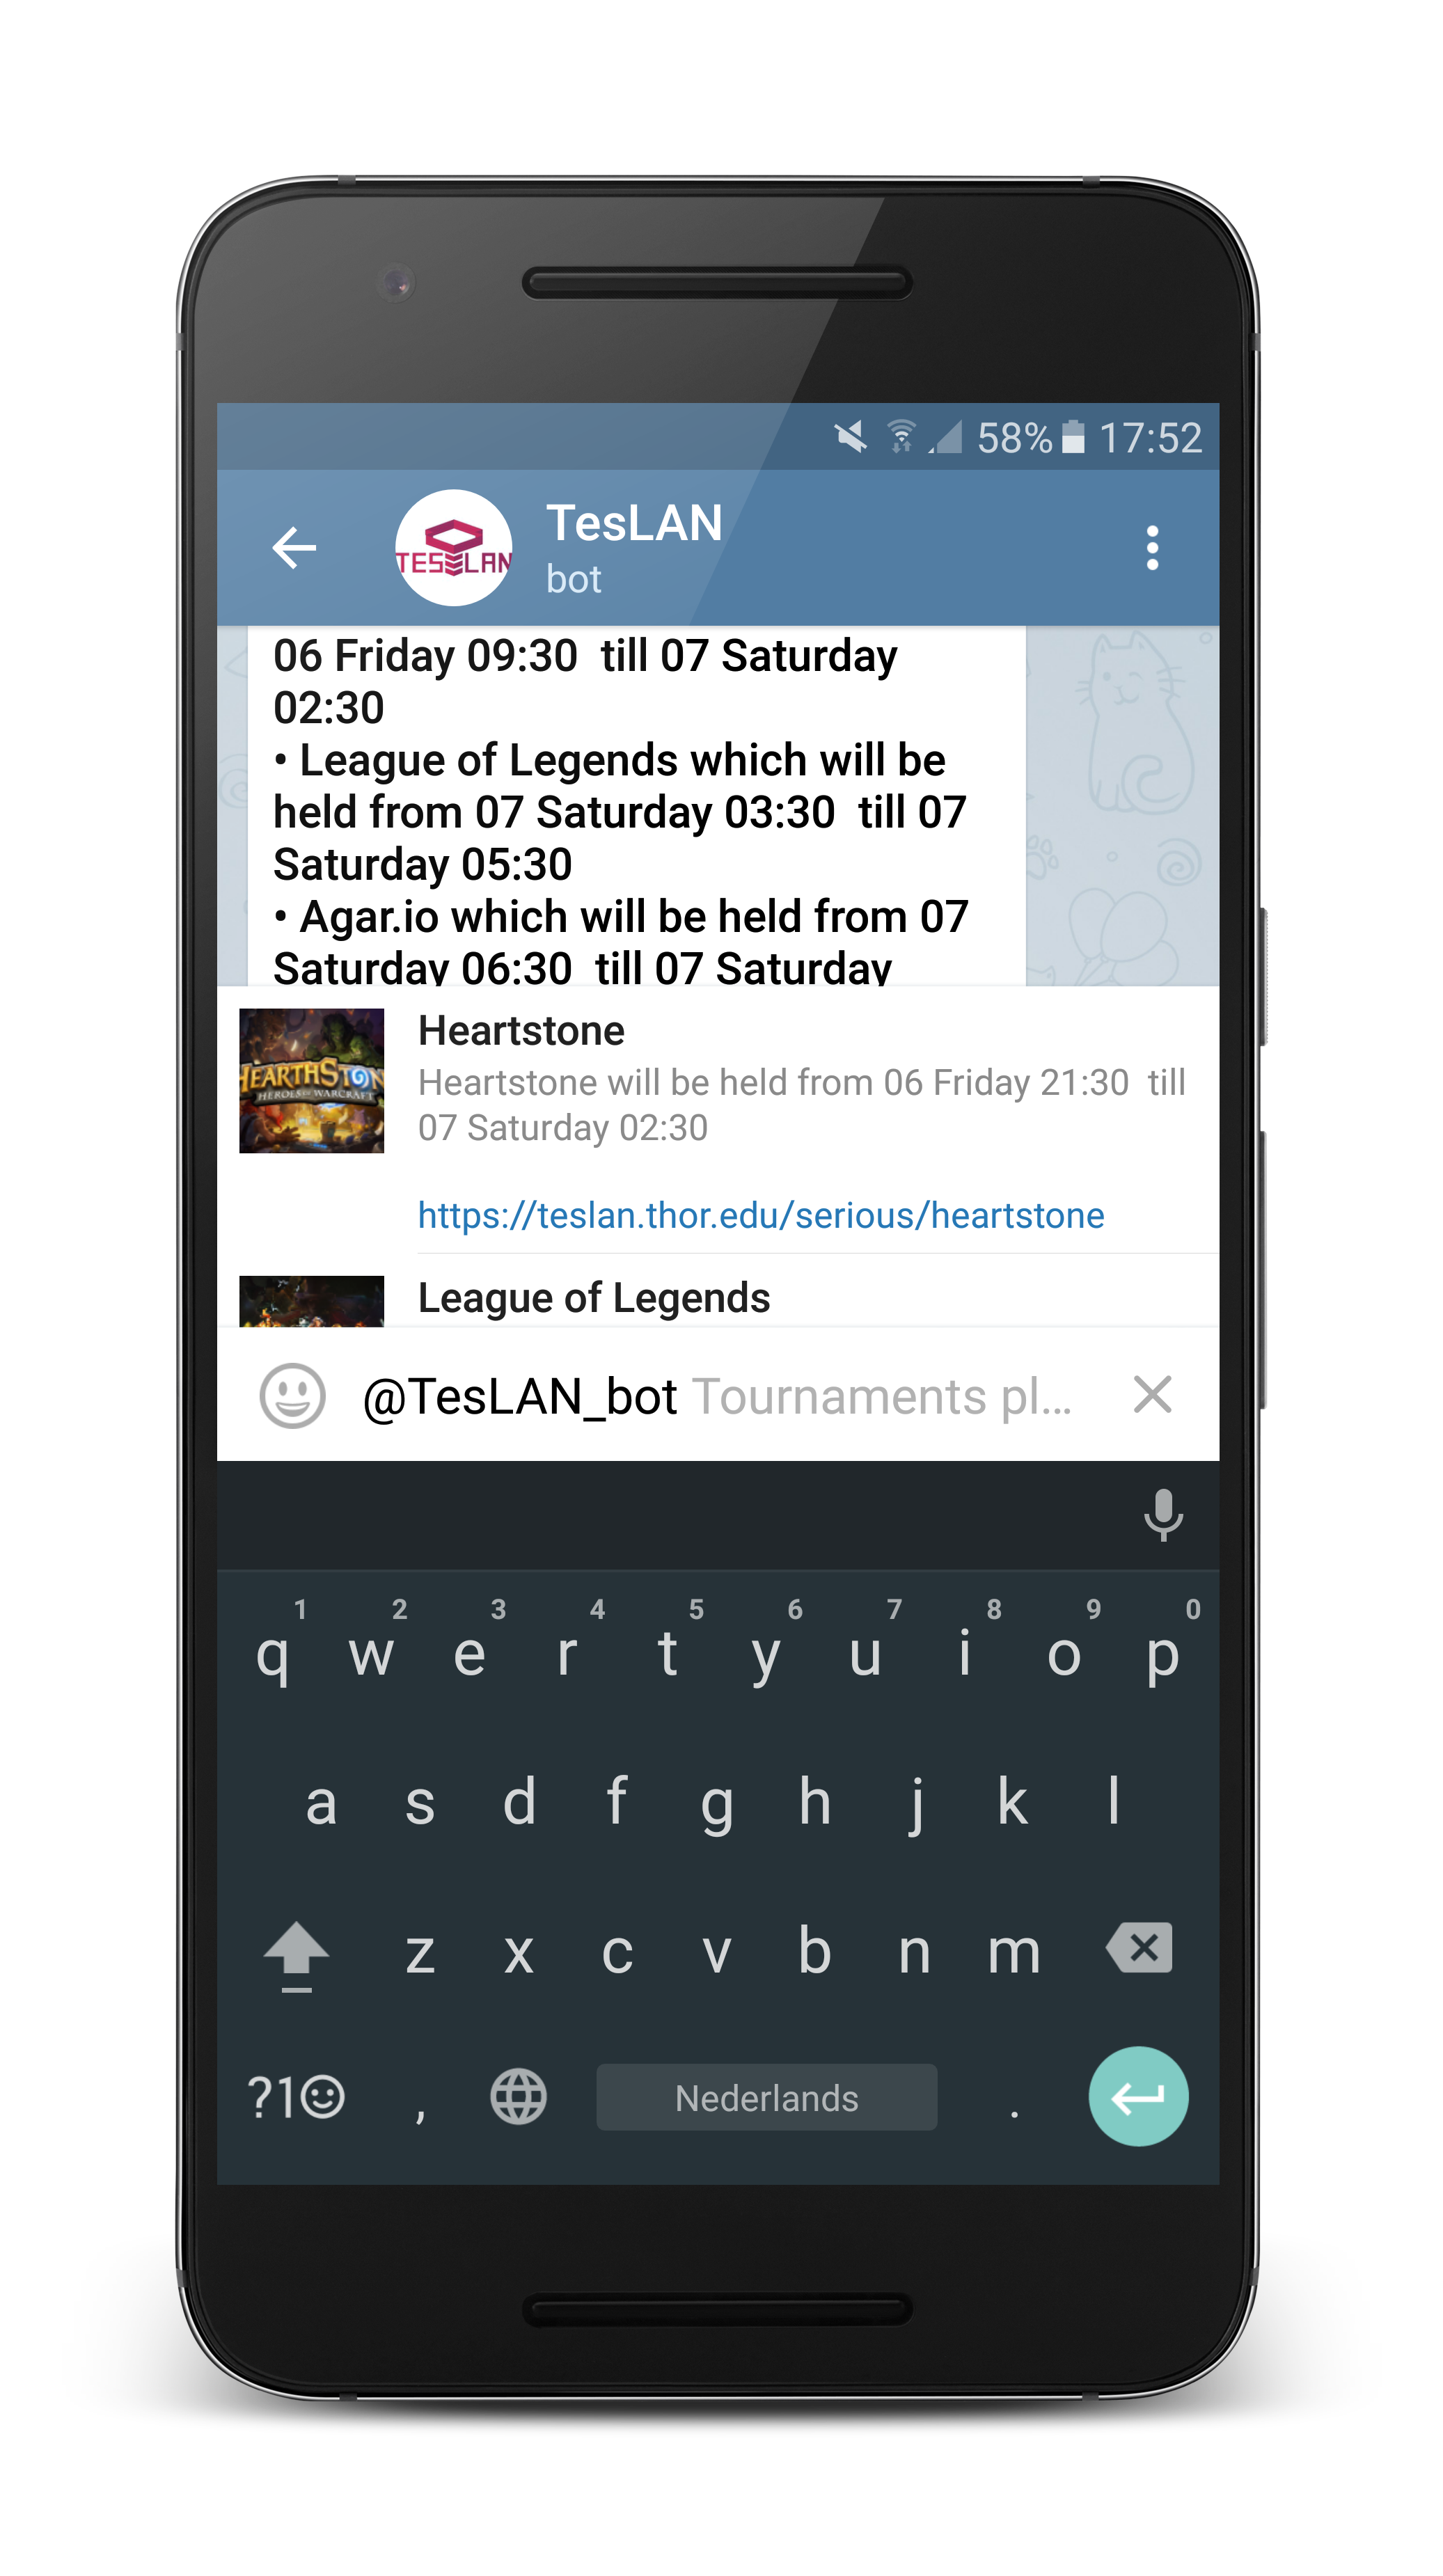 58% 17:52
TESLAN
TesLAN
bot
06 Friday 09:30  till 07 Saturday
02:30
• League of Legends which will be
held from 07 Saturday 03:30  till 07
Saturday 05:30
• Agar.io which will be held from 07
Saturday 06:30  till 07 Saturday
HEARTHSTON
HEROES OF WARCRAFT
Heartstone
Heartstone will be held from 06 Friday 21:30  till
07 Saturday 02:30
https://teslan.thor.edu/serious/heartstone
League of Legends
@TesLAN_bot Tournaments pl...
1 2 3 4 5 6 7 8 9 0
q w e r t y u i o p
a s d f g h j k l
z x c v b n m
?1☺ , Nederlands .